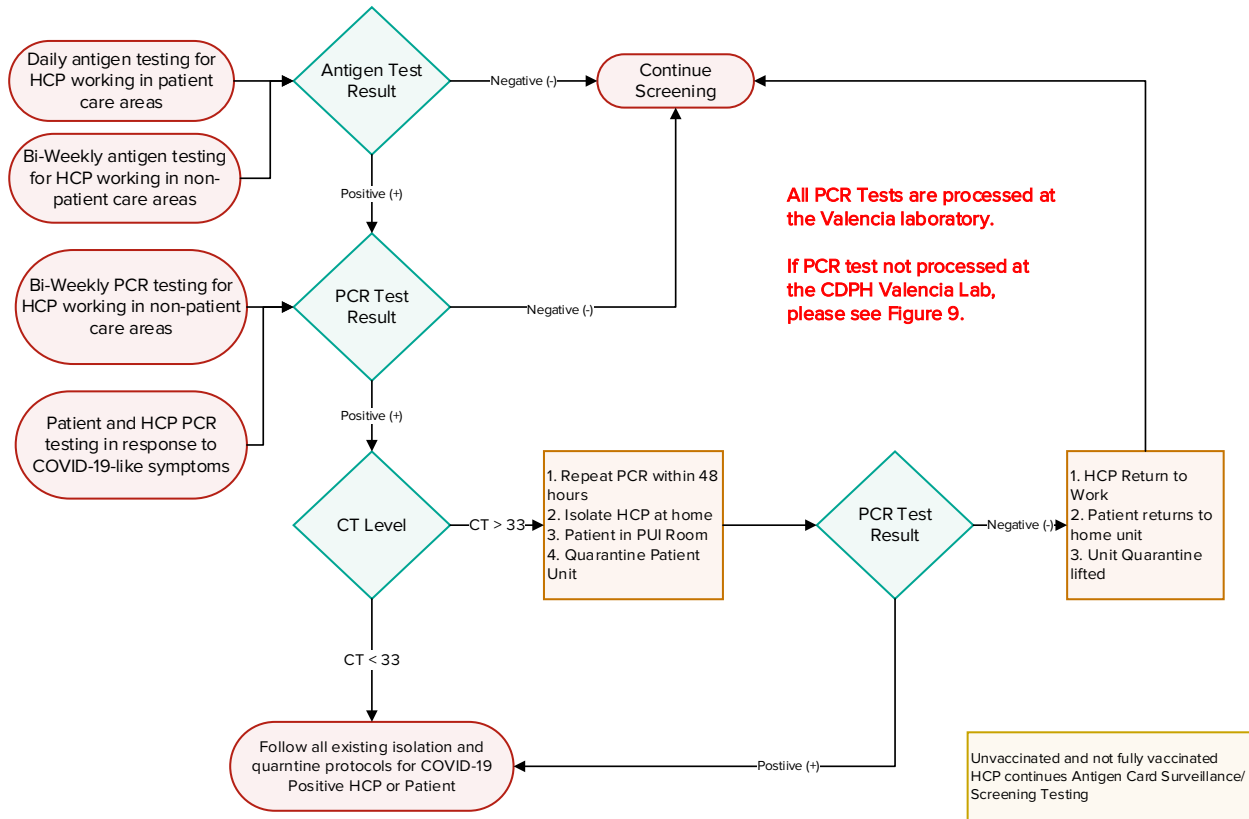 Daily antigen testing for
HCP working in patient
care areas
Antigen Test
Result
Negative (-)
Continue
Screening
Bi-Weekly antigen testing
for HCP working in non-
patient care areas
Positive (+)
All PCR Tests are processed at
the Valencia laboratory.
If PCR test not processed at
the CDPH Valencia Lab,
please see Figure 9.
Bi-Weekly PCR testing for
HCP working in non-patient
care areas
PCR Test
Result
Negative (-)
Positive (+)
Patient and HCP PCR
testing in response to
COVID-19-like symptoms
CT Level
CT > 33
1. Repeat PCR within 48
hours
2. Isolate HCP at home
3. Patient in PUI Room
4. Quarantine Patient
Unit
PCR Test
Result
Negative (-)
1. HCP Return to
Work
2. Patient returns to
home unit
3. Unit Quarantine
lifted
CT < 33
Follow all existing isolation and
quarntine protocols for COVID-19
Positive HCP or Patient
Postiive (+)
Unvaccinated and not fully vaccinated
HCP continues Antigen Card Surveillance/
Screening Testing